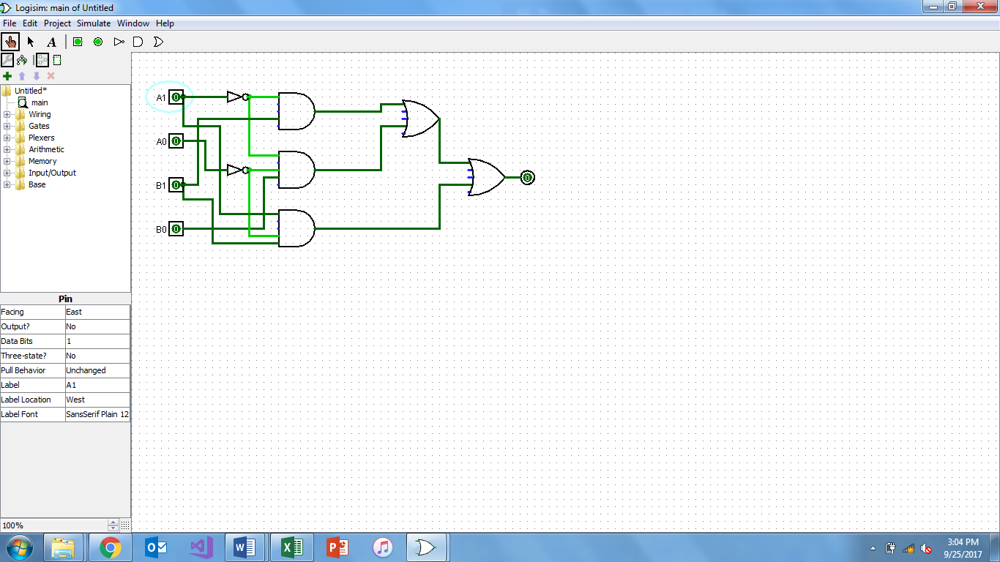 Logisim: main of Untitled
File Edit Project Simulate Window Help
A
Untitled*
main
Wiring
Gates
Plexers
Arithmetic
Memory
Input/Output
Base
A1 0
A0 0
B1 0
B0 0
0
Pin
Facing East
Output? No
Data Bits 1
Three-state? No
Pull Behavior Unchanged
Label A1
Label Location West
Label Font SansSerif Plain 12
100%
3:04 PM
9/25/2017